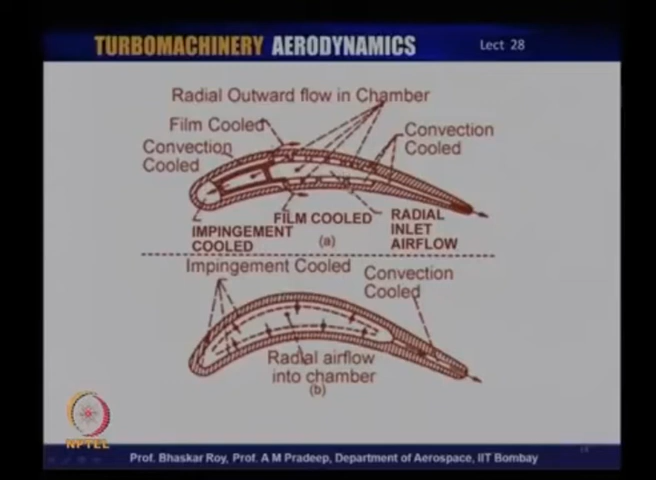 TURBOMACHINERY AERODYNAMICS
Lect 28
Radial Outward flow in Chamber
Film Cooled
Convection
Cooled
Convection
Cooled
FILM COOLED
IMPINGEMENT
COOLED
RADIAL
INLET
AIRFLOW
(a)
Impingement Cooled
Convection
Cooled
Radial airflow
into chamber
(b)
NPTEL
Prof. Bhaskar Roy, Prof. A M Pradeep, Department of Aerospace, IIT Bombay